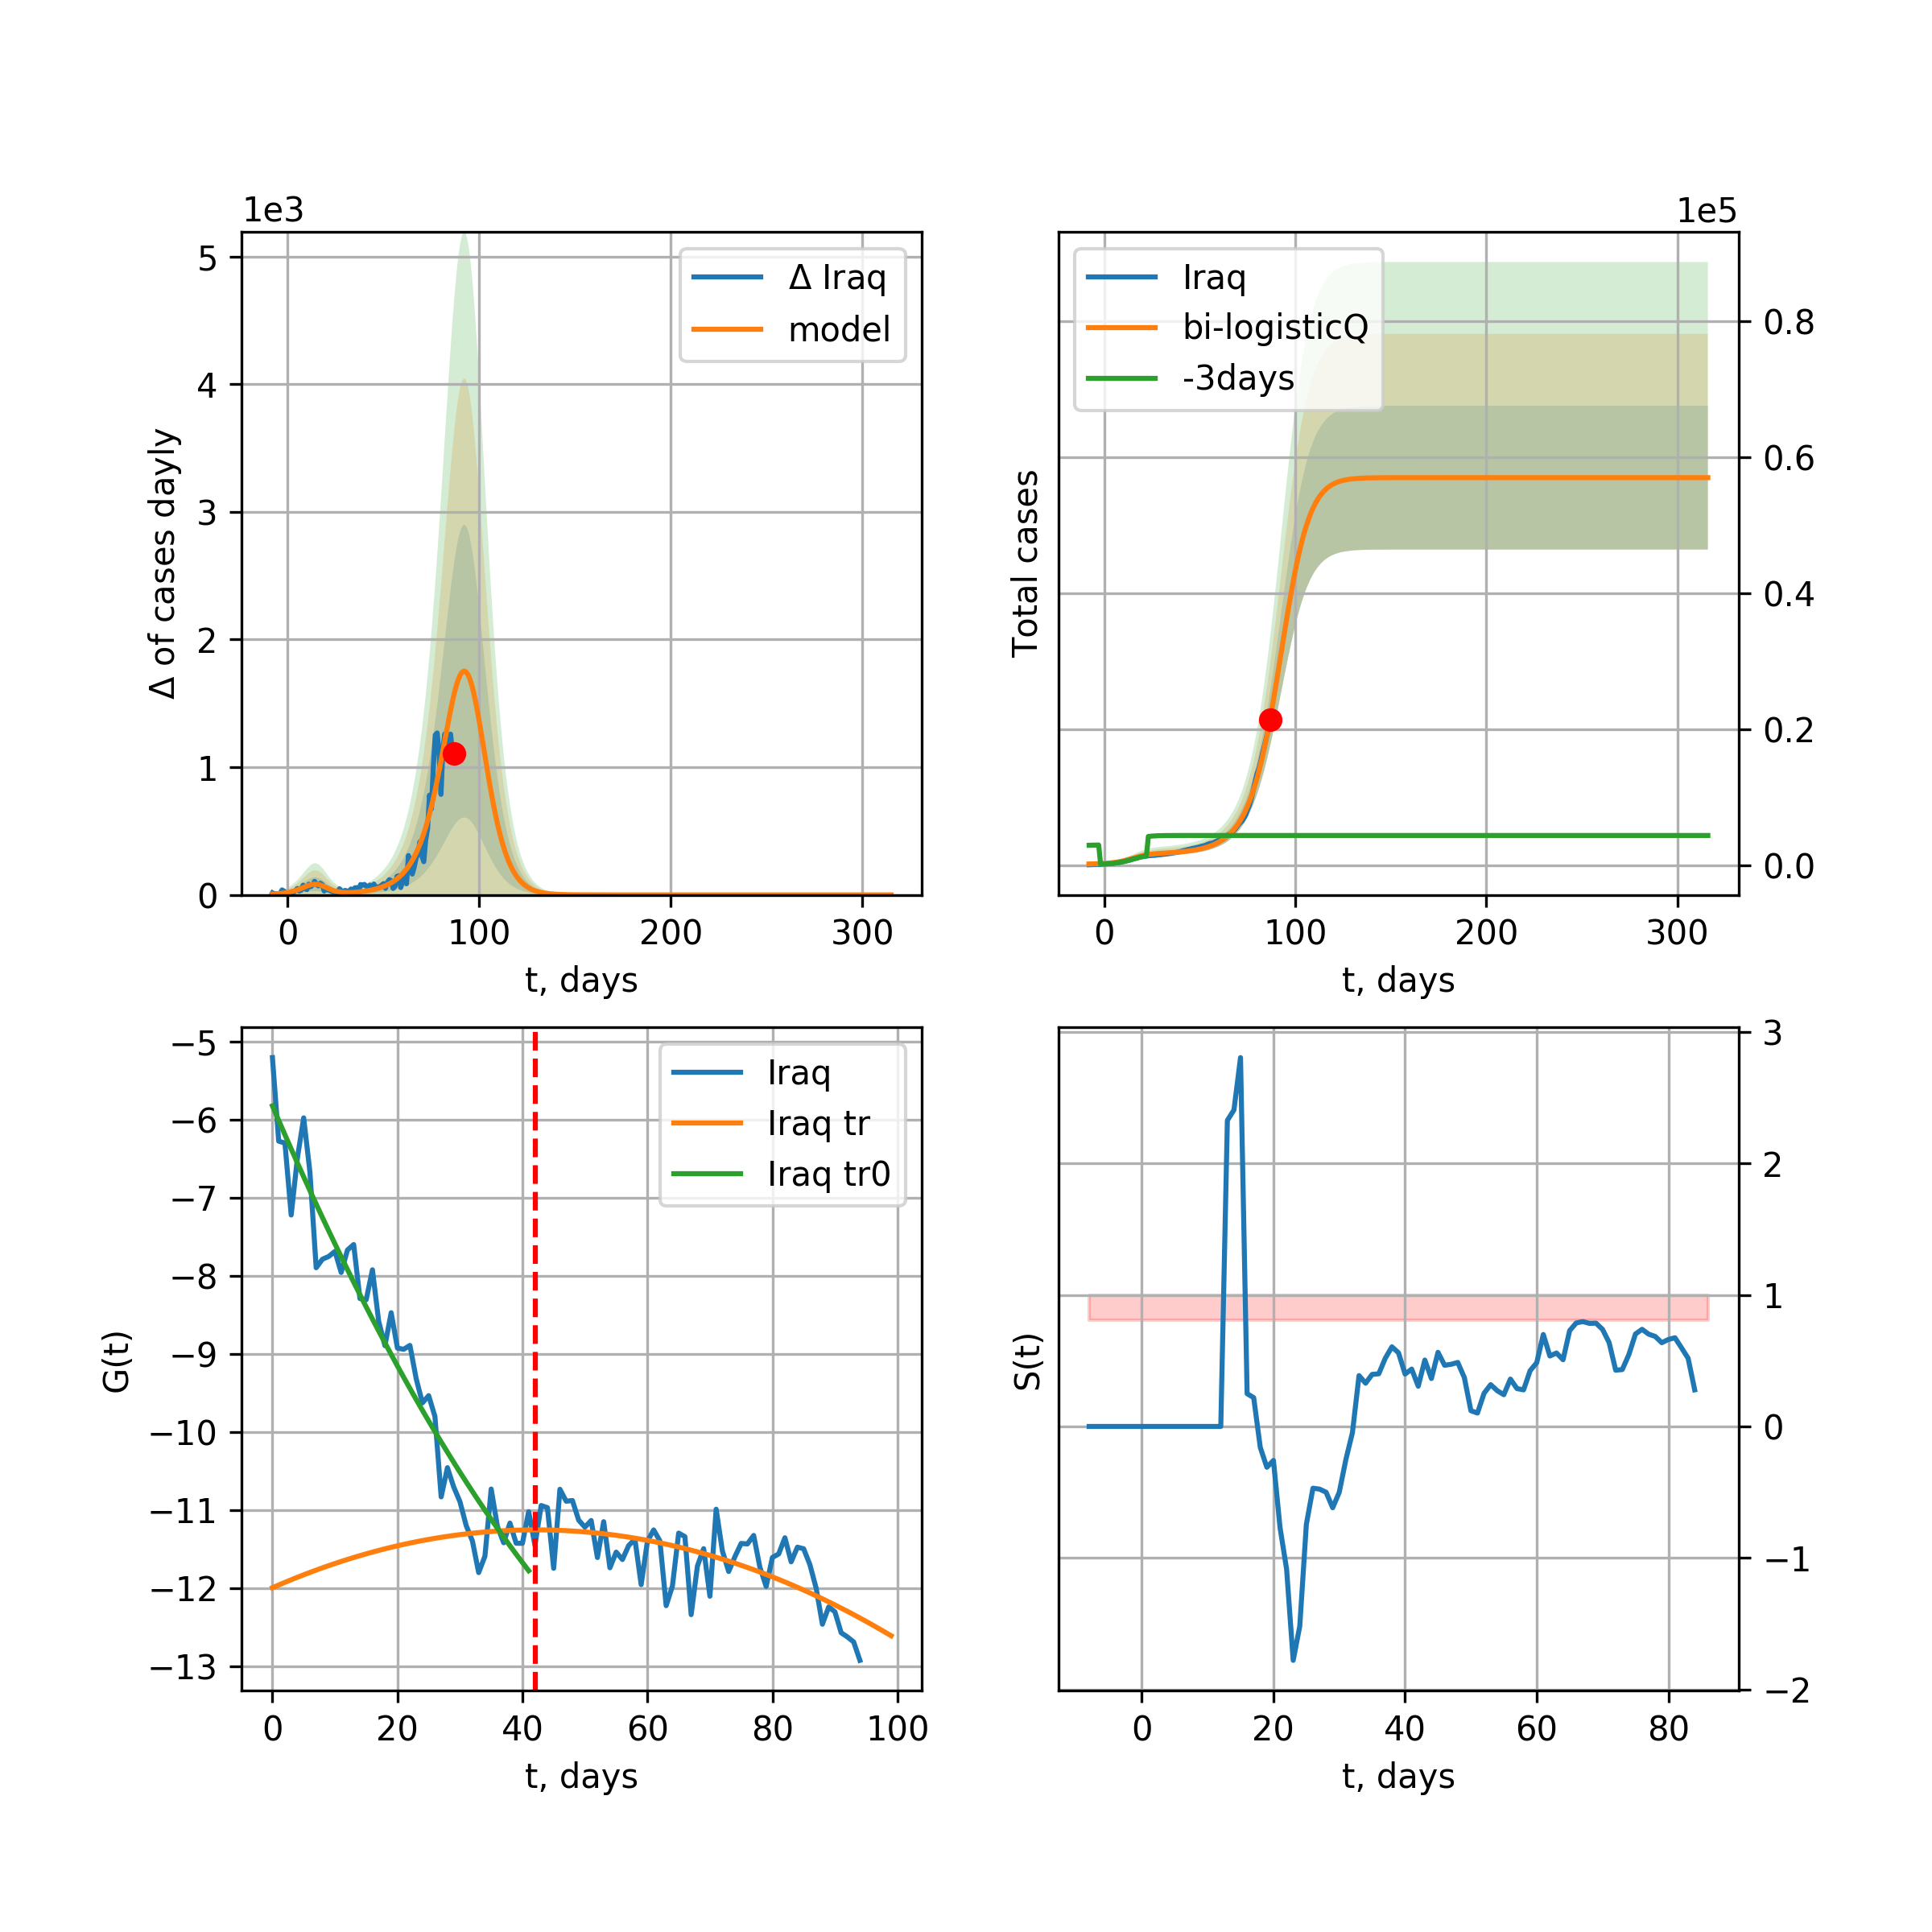 1e3
5
4
3
2
1
0
0 100 200 300
Δ of cases dayly
t, days
Δ Iraq
model
1e5
0.8
0.6
0.4
0.2
0.0
0 100 200 300
Total cases
t, days
Iraq
bi-logisticQ
-3days
−5
−6
−7
−8
−9
−10
−11
−12
−13
0 20 40 60 80 100
G(t)
t, days
Iraq
Iraq tr
Iraq tr0
3
2
1
0
−1
−2
0 20 40 60 80
S(t)
t, days